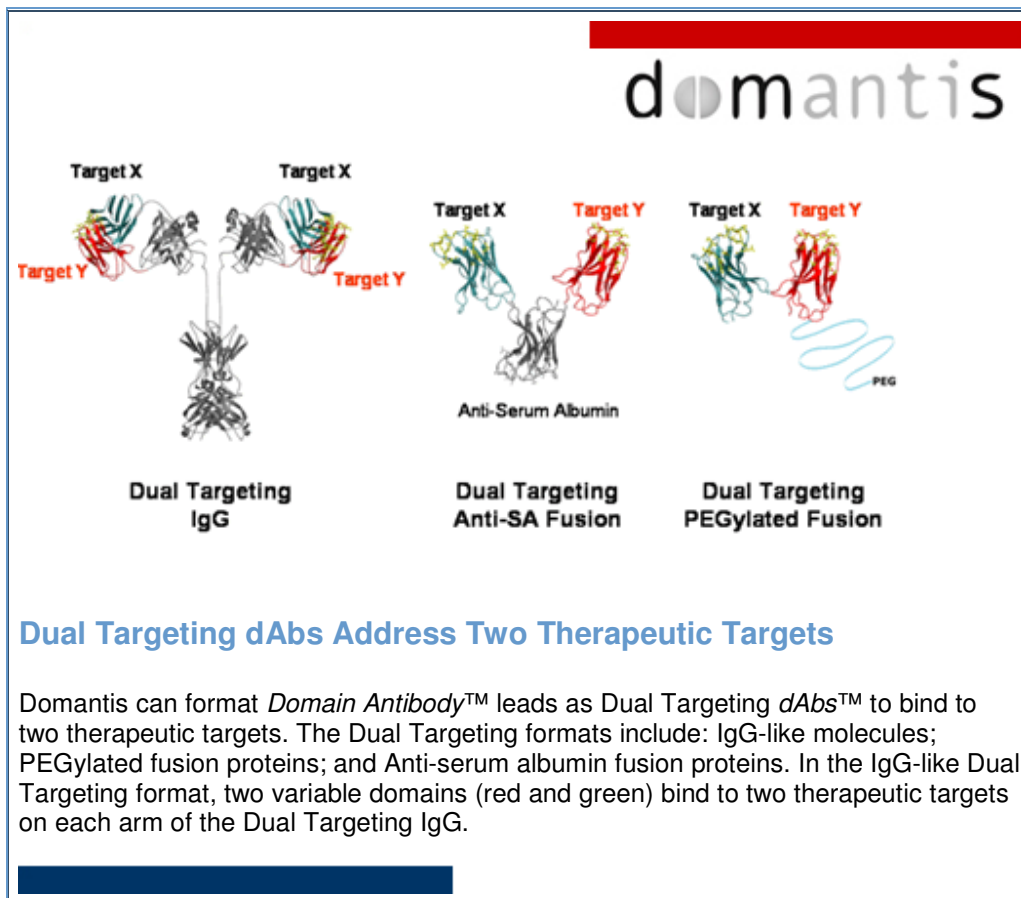 domantis
Target X
Target X
Target Y
Target Y
Target X
Target Y
Target X
Target Y
Anti-Serum Albumin
PEG
Dual Targeting
IgG
Dual Targeting
Anti-SA Fusion
Dual Targeting
PEGylated Fusion
Dual Targeting dAbs Address Two Therapeutic Targets
Domantis can format Domain Antibody™ leads as Dual Targeting dAbs™ to bind to
two therapeutic targets. The Dual Targeting formats include: IgG-like molecules;
PEGylated fusion proteins; and Anti-serum albumin fusion proteins. In the IgG-like Dual
Targeting format, two variable domains (red and green) bind to two therapeutic targets
on each arm of the Dual Targeting IgG.